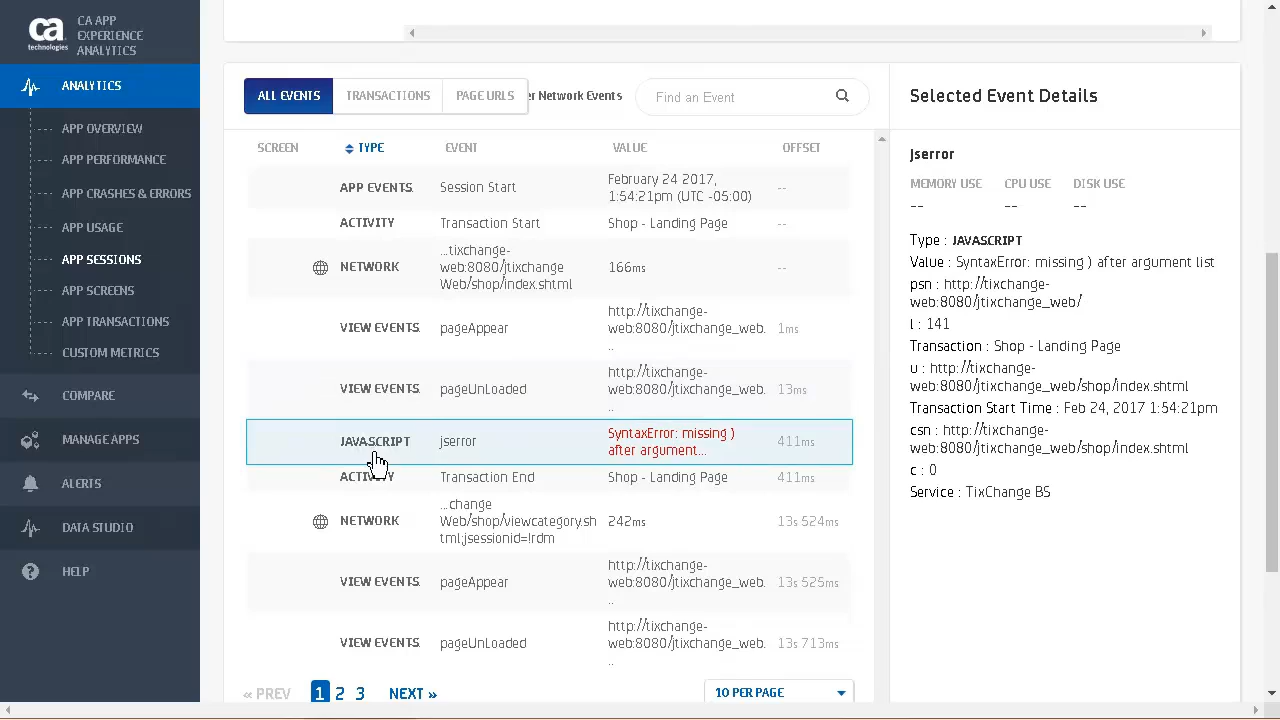 ca
technologies
CA APP
EXPERIENCE
ANALYTICS
ANALYTICS
APP OVERVIEW
APP PERFORMANCE
APP CRASHES & ERRORS
APP USAGE
APP SESSIONS
APP SCREENS
APP TRANSACTIONS
CUSTOM METRICS
COMPARE
MANAGE APPS
ALERTS
DATA STUDIO
HELP
ALL EVENTS TRANSACTIONS PAGE URLS er Network Events Find an Event
SCREEN TYPE EVENT VALUE OFFSET
APP EVENTS Session Start February 24 2017,
1:54:21pm (UTC -05:00) --
ACTIVITY Transaction Start Shop - Landing Page --
...tixchange-
NETWORK web:8080/jtixchange 166ms --
Web/shop/index.shtml
http://tixchange-
VIEW EVENTS pageAppear web:8080/jtixchange_web. 1ms
..
http://tixchange-
VIEW EVENTS pageUnLoaded web:8080/jtixchange_web. 13ms
..
JAVASCRIPT jserror SyntaxError: missing ) 411ms
after argument...
ACTIVITY Transaction End Shop - Landing Page 411ms
...change
NETWORK Web/shop/viewcategory.sh 242ms 13s 524ms
tml;jsessionid=!rdm
http://tixchange-
VIEW EVENTS pageAppear web:8080/jtixchange_web. 13s 525ms
..
http://tixchange-
VIEW EVENTS pageUnLoaded web:8080/jtixchange_web. 13s 713ms
..
« PREV 1 2 3 NEXT » 10 PER PAGE
Selected Event Details
jserror
MEMORY USE CPU USE DISK USE
-- -- --
Type : JAVASCRIPT
Value : SyntaxError: missing ) after argument list
psn : http://tixchange-
web:8080/jtixchange_web/
l : 141
Transaction : Shop - Landing Page
u : http://tixchange-
web:8080/jtixchange_web/shop/index.shtml
Transaction Start Time : Feb 24, 2017 1:54:21pm
csn : http://tixchange-
web:8080/jtixchange_web/shop/index.shtml
c : 0
Service : TixChange BS